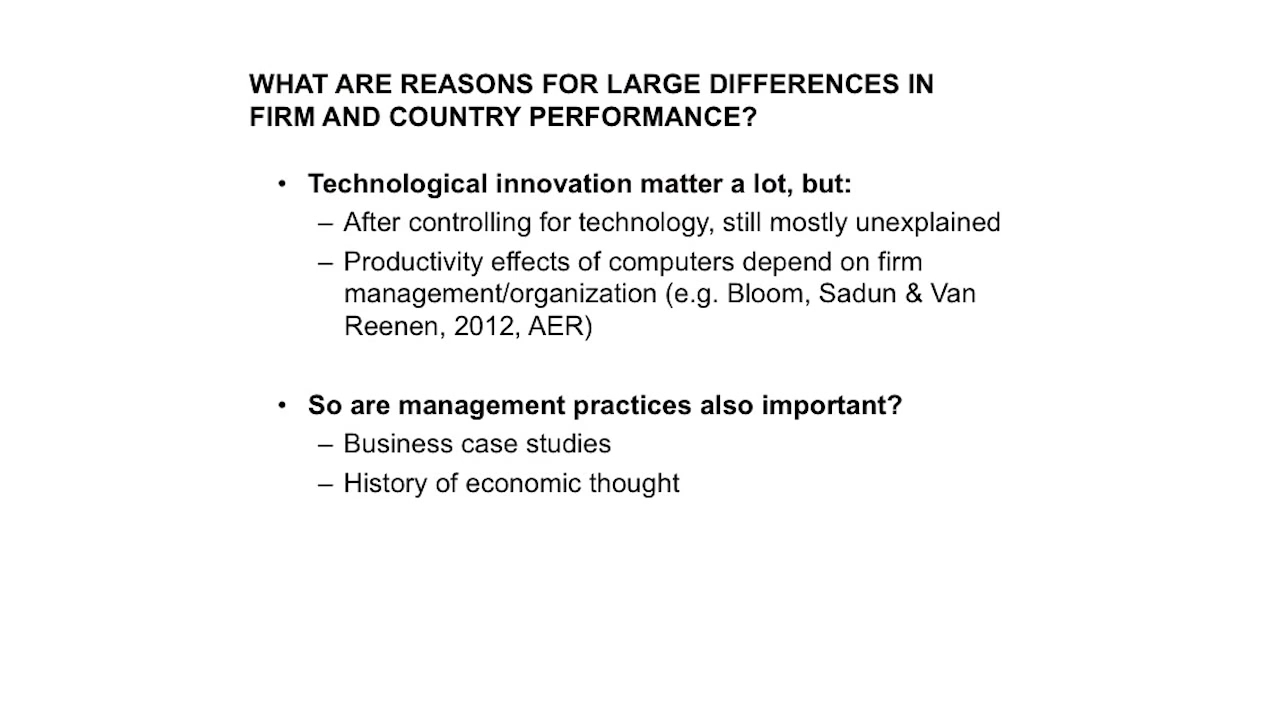 WHAT ARE REASONS FOR LARGE DIFFERENCES IN
FIRM AND COUNTRY PERFORMANCE?
• Technological innovation matter a lot, but:
– After controlling for technology, still mostly unexplained
– Productivity effects of computers depend on firm
management/organization (e.g. Bloom, Sadun & Van
Reenen, 2012, AER)
• So are management practices also important?
– Business case studies
– History of economic thought